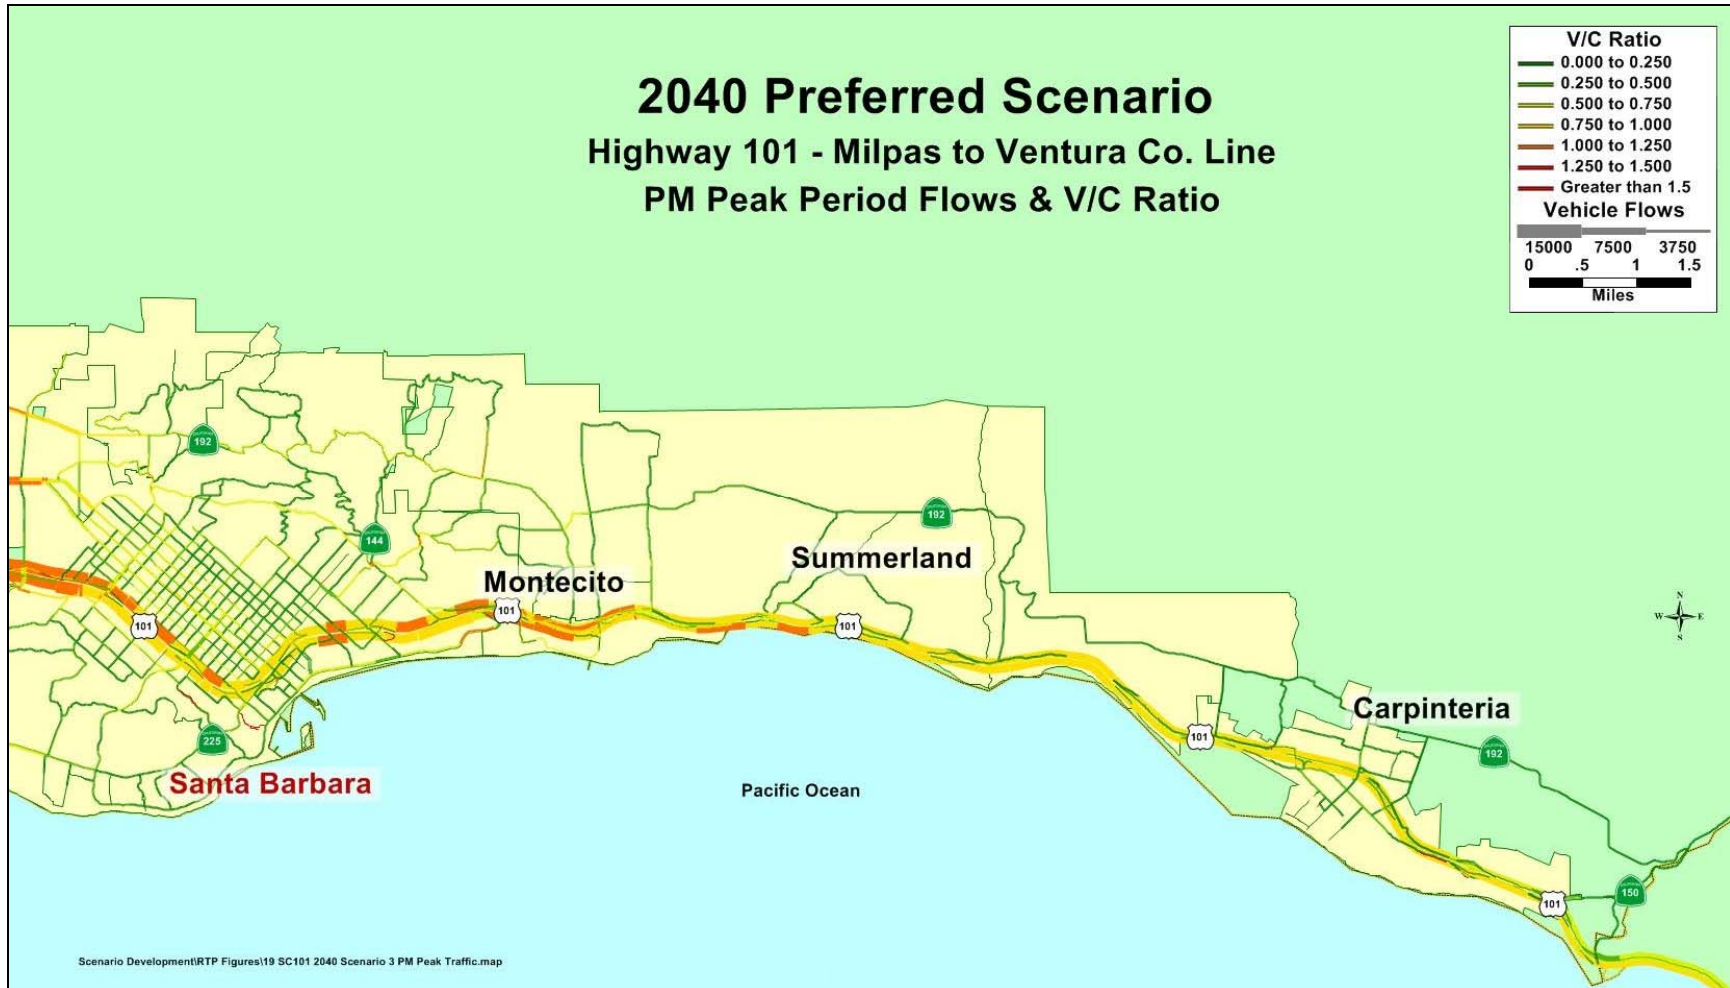 2040 Preferred Scenario
Highway 101 - Milpas to Ventura Co. Line
PM Peak Period Flows & V/C Ratio
V/C Ratio
0.000 to 0.250
0.250 to 0.500
0.500 to 0.750
0.750 to 1.000
1.000 to 1.250
1.250 to 1.500
Greater than 1.5
Vehicle Flows
15000 7500 3750
0 .5 1 1.5
Miles
192
192
144
Summerland
Montecito
101
101
101
N
W E
S
Carpinteria
101
192
225
Santa Barbara
Pacific Ocean
150
101
Scenario Development\RTP Figures\19 SC101 2040 Scenario 3 PM Peak Traffic.map